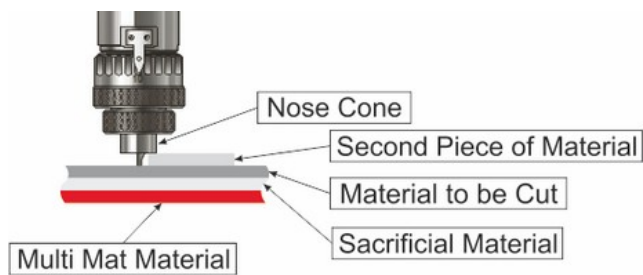 Nose Cone
Second Piece of Material
Material to be Cut
Sacrificial Material
Multi Mat Material